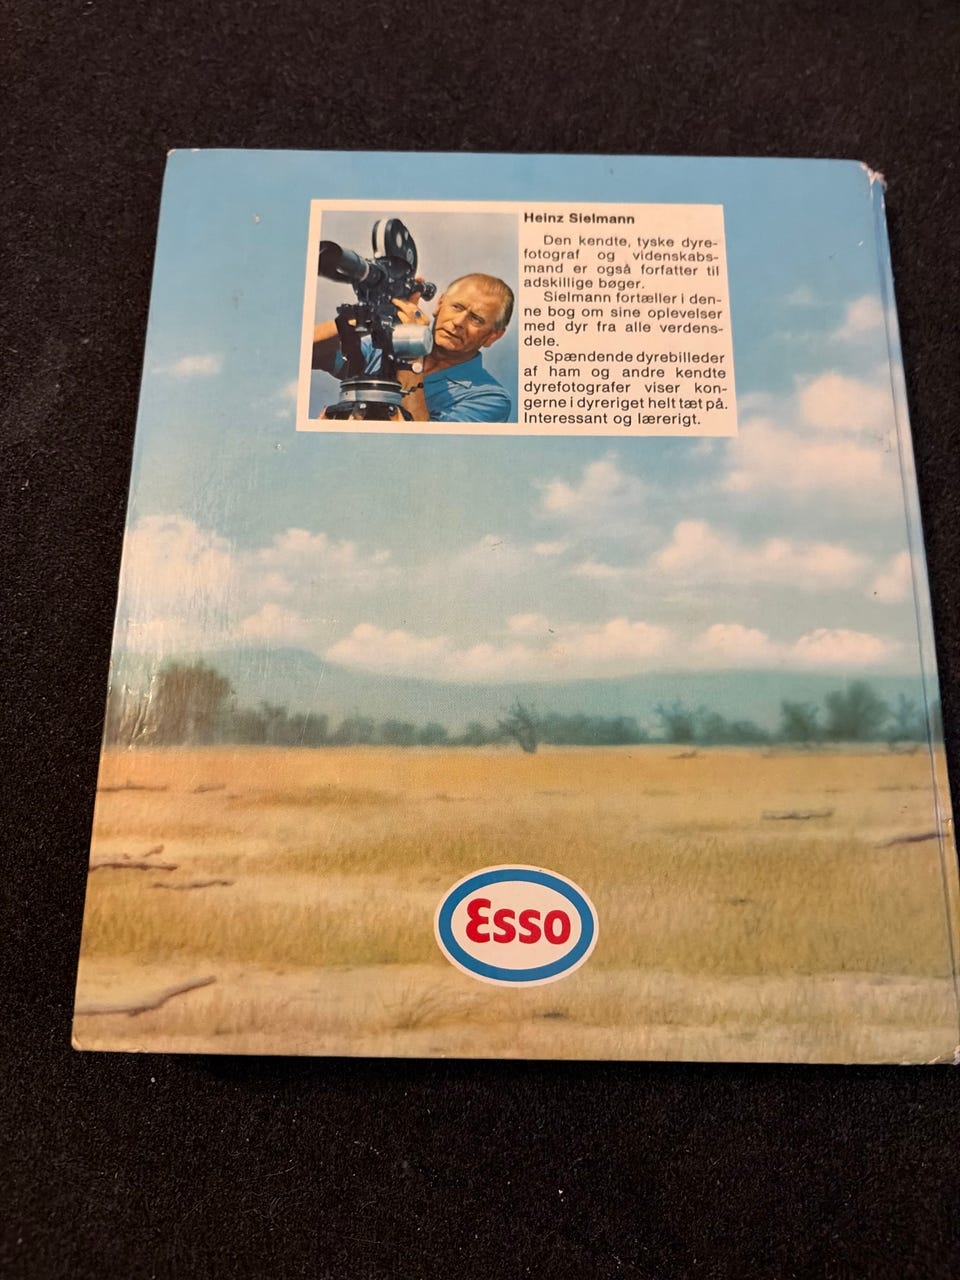 Heinz Sielmann
Den kendte, tyske dyre-
fotograf og videnskabs-
mand er også forfatter til
adskillige bøger.
Sielmann fortæller i den-
ne bog om sine oplevelser
med dyr fra alle verdens-
dele.
Spændende dyrebilleder
af ham og andre kendte
dyrefotografer viser kon-
gerne i dyreriget helt tæt på.
Interessant og lærerigt.
Esso